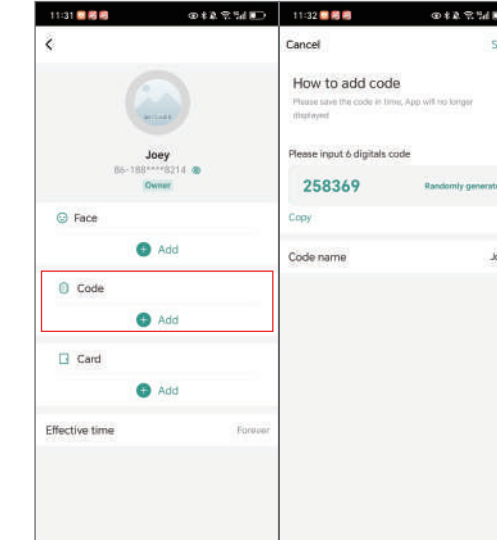 11:31
Joey
86-188****8214
Owner
Face
Add
Code
Add
Card
Add
Effective time
Forever
11:32
Cancel
S
How to add code
Please save the code in time, App will no longer
displayed
Please input 6 digitals code
258369
Randomly generate
Copy
Code name
Jo